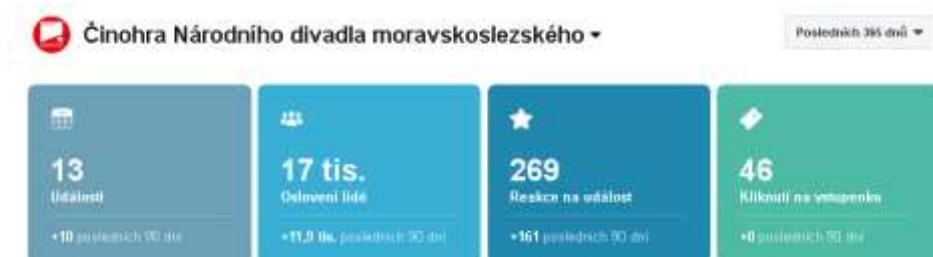 Činohra Národního divadla moravskoslezského
Posledních 365 dnů
13
Události
+10 posledních 90 dní
17 tis.
Oslovení lidé
+11,9 tis. posledních 90 dní
269
Reakce na událost
+161 posledních 90 dní
46
Kliknutí na vstupenku
+0 posledních 90 dní